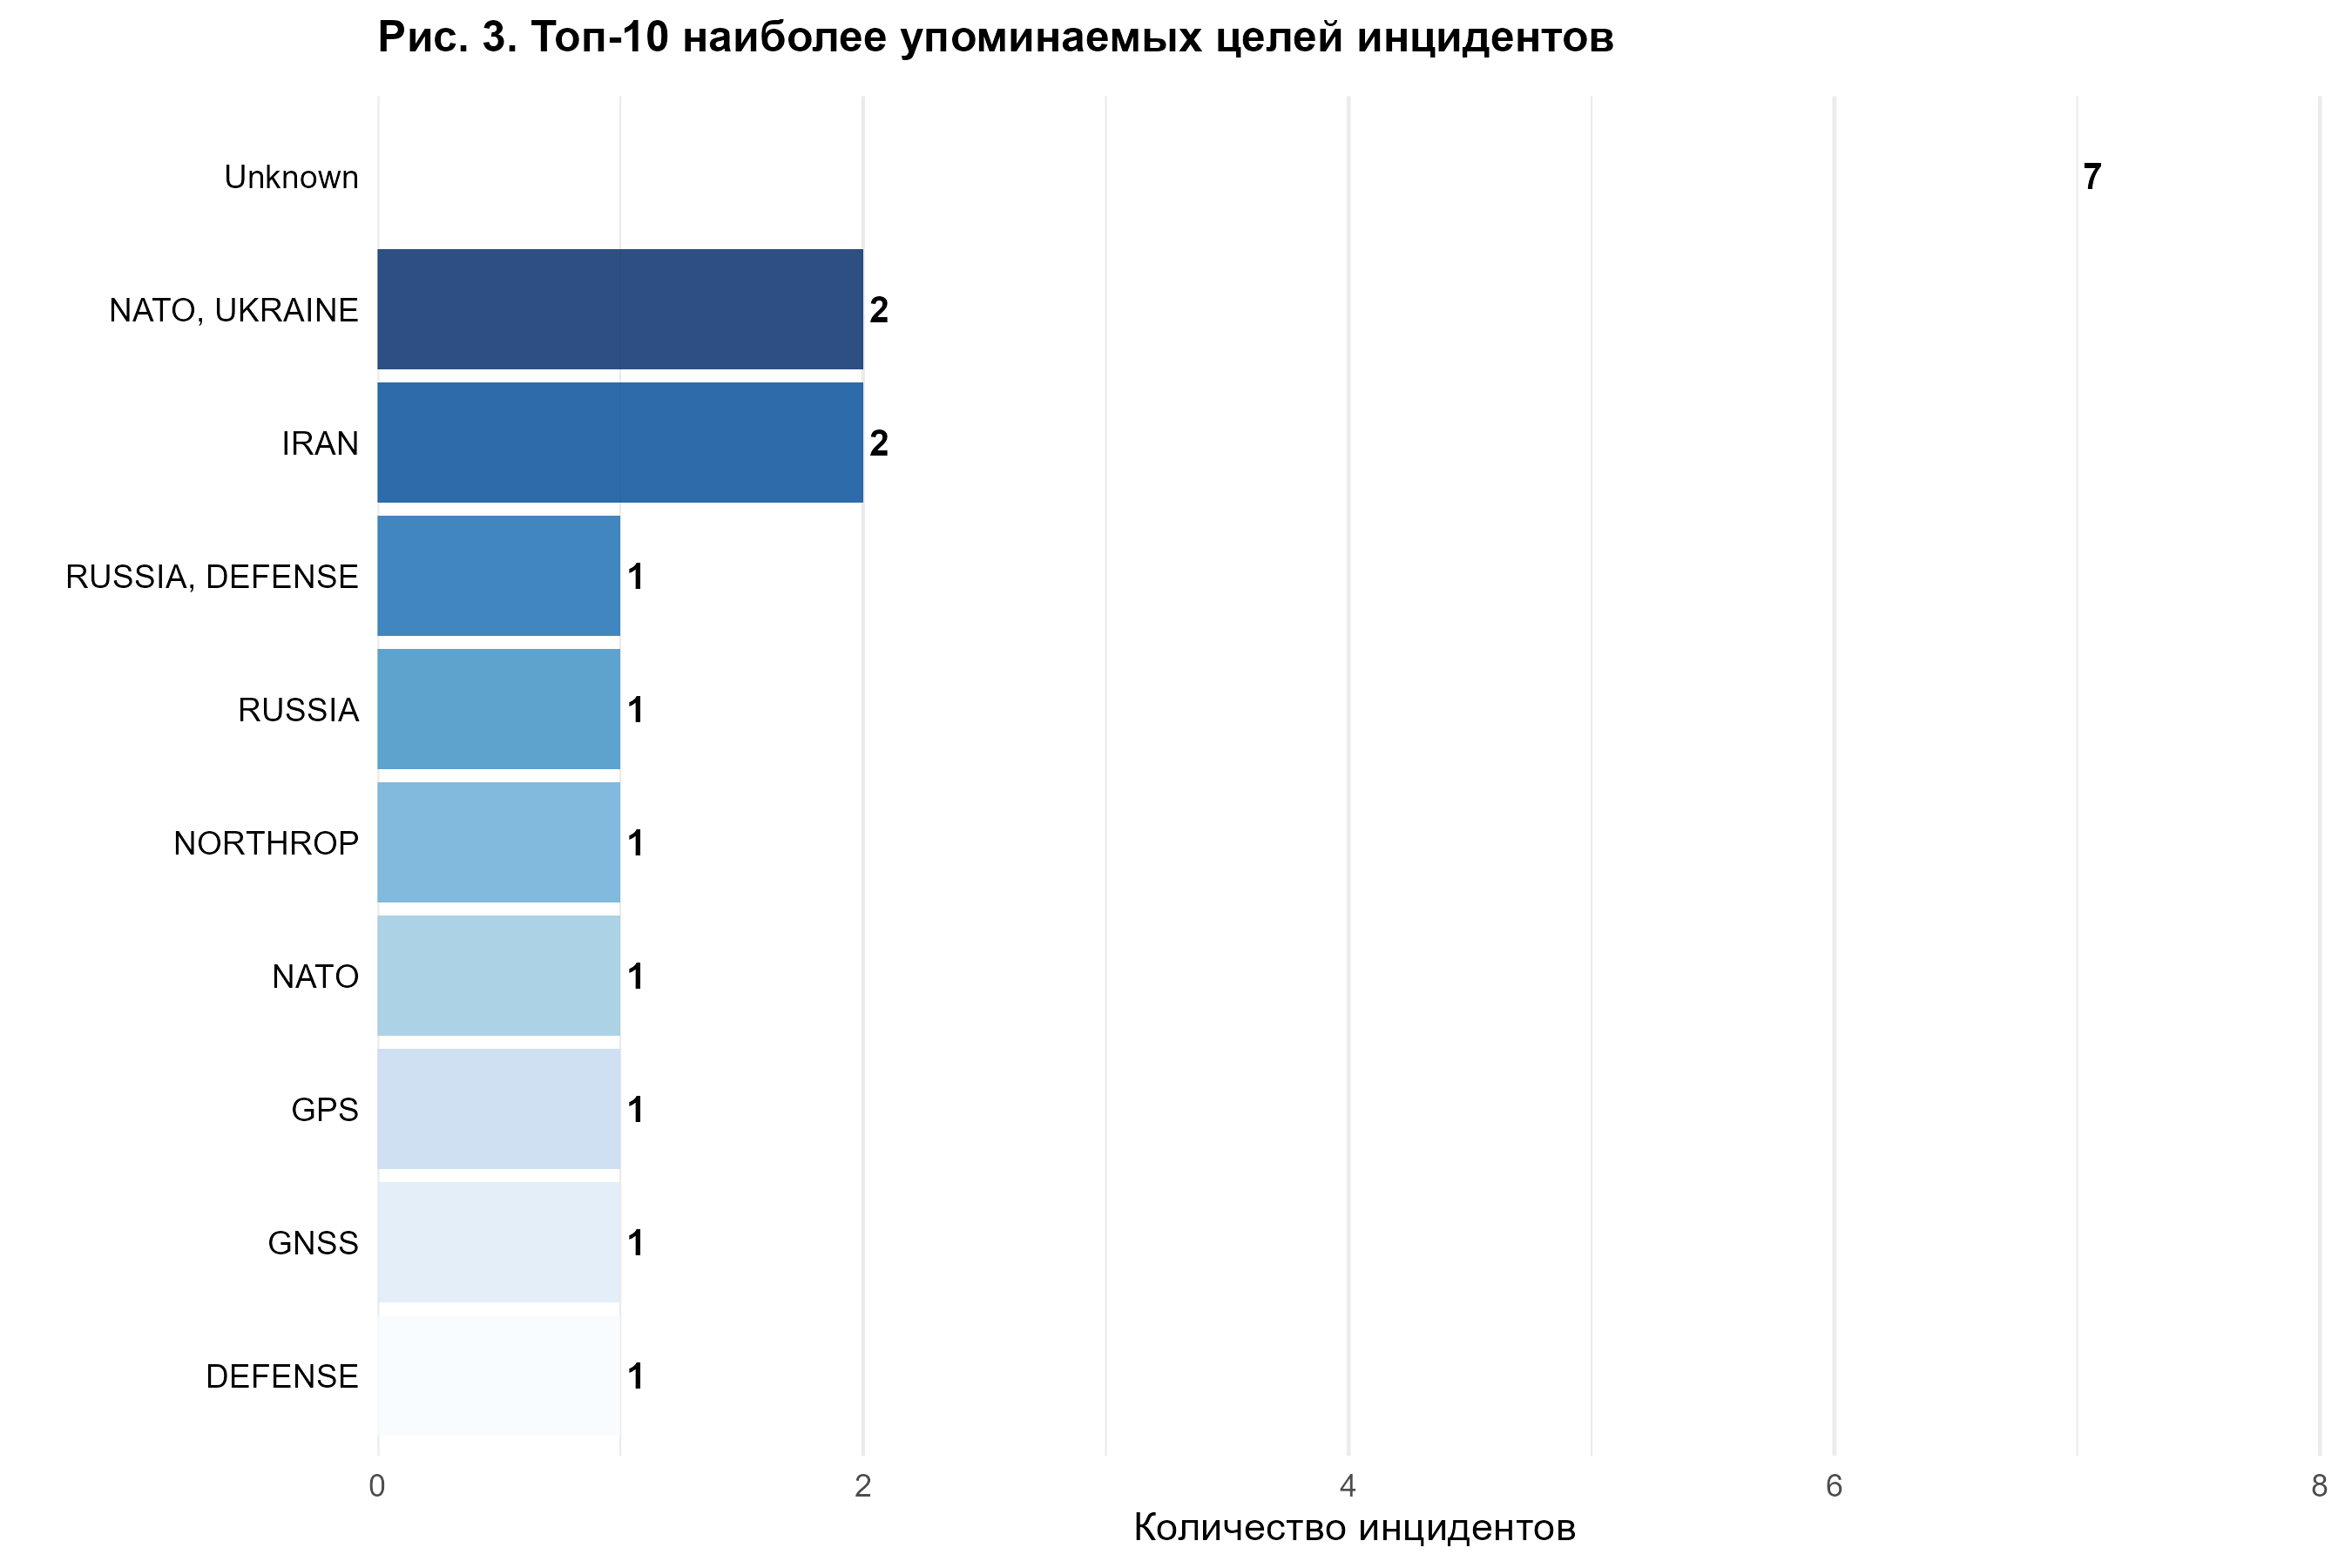 Рис. 3. Топ-10 наиболее упоминаемых целей инцидентов
Unknown 7
NATO, UKRAINE 2
IRAN 2
RUSSIA, DEFENSE 1
RUSSIA 1
NORTHROP 1
NATO 1
GPS 1
GNSS 1
DEFENSE 1
0 2 4 6 8
Количество инцидентов